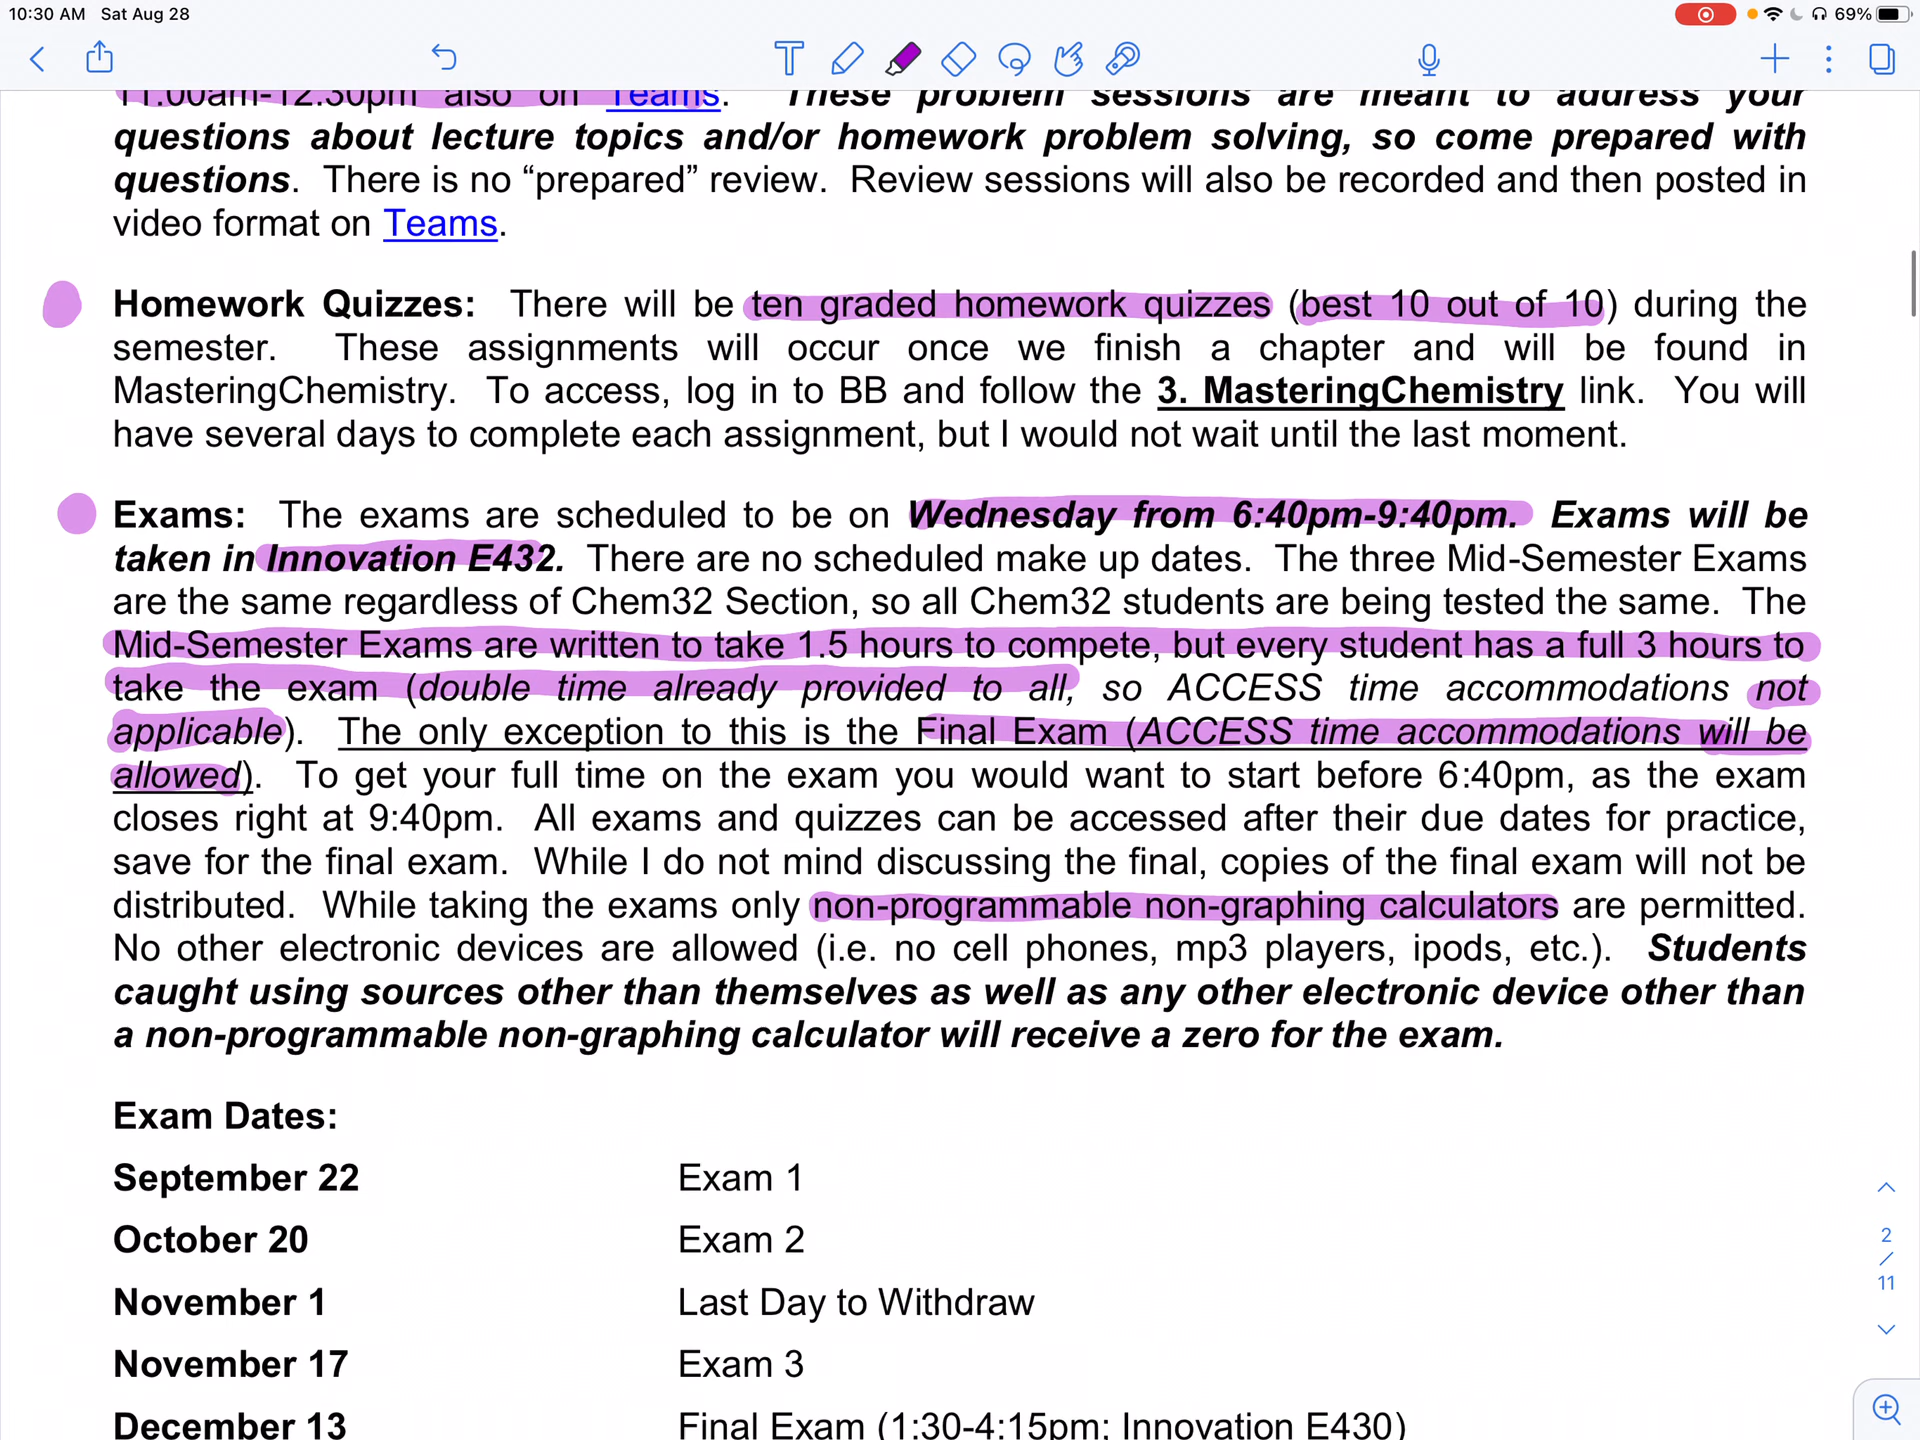 10:30 AM Sat Aug 28
69%
11:00am-12:30pm also on Teams. These problem sessions are meant to address your
questions about lecture topics and/or homework problem solving, so come prepared with
questions. There is no “prepared” review. Review sessions will also be recorded and then posted in
video format on Teams.
Homework Quizzes: There will be ten graded homework quizzes (best 10 out of 10) during the
semester. These assignments will occur once we finish a chapter and will be found in
MasteringChemistry. To access, log in to BB and follow the 3. MasteringChemistry link. You will
have several days to complete each assignment, but I would not wait until the last moment.
Exams: The exams are scheduled to be on Wednesday from 6:40pm-9:40pm. Exams will be
taken in Innovation E432. There are no scheduled make up dates. The three Mid-Semester Exams
are the same regardless of Chem32 Section, so all Chem32 students are being tested the same. The
Mid-Semester Exams are written to take 1.5 hours to compete, but every student has a full 3 hours to
take the exam (double time already provided to all, so ACCESS time accommodations not
applicable). The only exception to this is the Final Exam (ACCESS time accommodations will be
allowed). To get your full time on the exam you would want to start before 6:40pm, as the exam
closes right at 9:40pm. All exams and quizzes can be accessed after their due dates for practice,
save for the final exam. While I do not mind discussing the final, copies of the final exam will not be
distributed. While taking the exams only non-programmable non-graphing calculators are permitted.
No other electronic devices are allowed (i.e. no cell phones, mp3 players, ipods, etc.). Students
caught using sources other than themselves as well as any other electronic device other than
a non-programmable non-graphing calculator will receive a zero for the exam.
Exam Dates:
September 22 Exam 1
October 20 Exam 2
November 1 Last Day to Withdraw
November 17 Exam 3
December 13 Final Exam (1:30-4:15pm; Innovation E430)
2
/
11